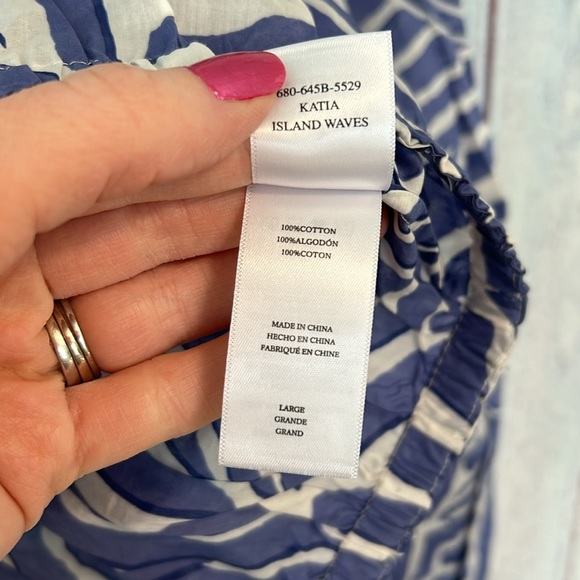 680-645B-5529
KATIA
ISLAND WAVES
100%COTTON
100%ALGODÓN
100%COTON
MADE IN CHINA
HECHO EN CHINA
FABRIQUÉ EN CHINE
LARGE
GRANDE
GRAND